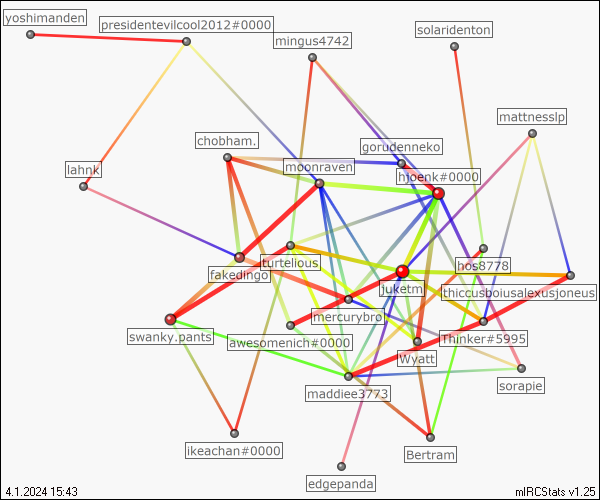 yoshimanden
presidentevilcool2012#0000
solaridenton
mingus4742
mattnesslp
chobham.
gorudenneko
moonraven
lahnk
hjoenk#0000
turtelious
hos8778
fakedingo
juketm
thiccusboiusalexusjoneus
mercurybro
swanky.pants
awesomenich#0000
Thinker#5995
Wyatt
sorapie
maddiee3773
ikeachan#0000
Bertram
edgepanda
4.1.2024 15:43
mIRCStats v1.25